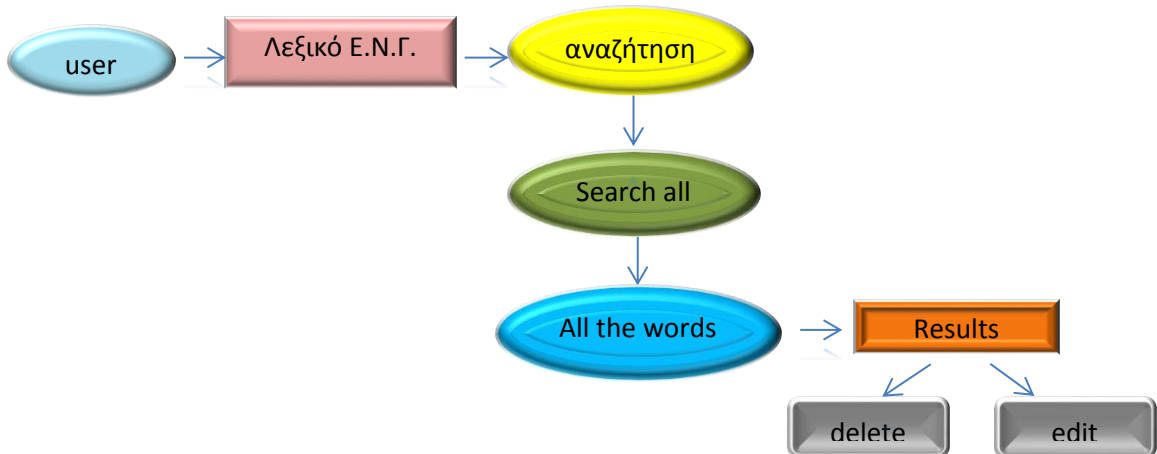 user
Λεξικό Ε.Ν.Γ.
αναζήτηση
Search all
All the words
Results
delete
edit